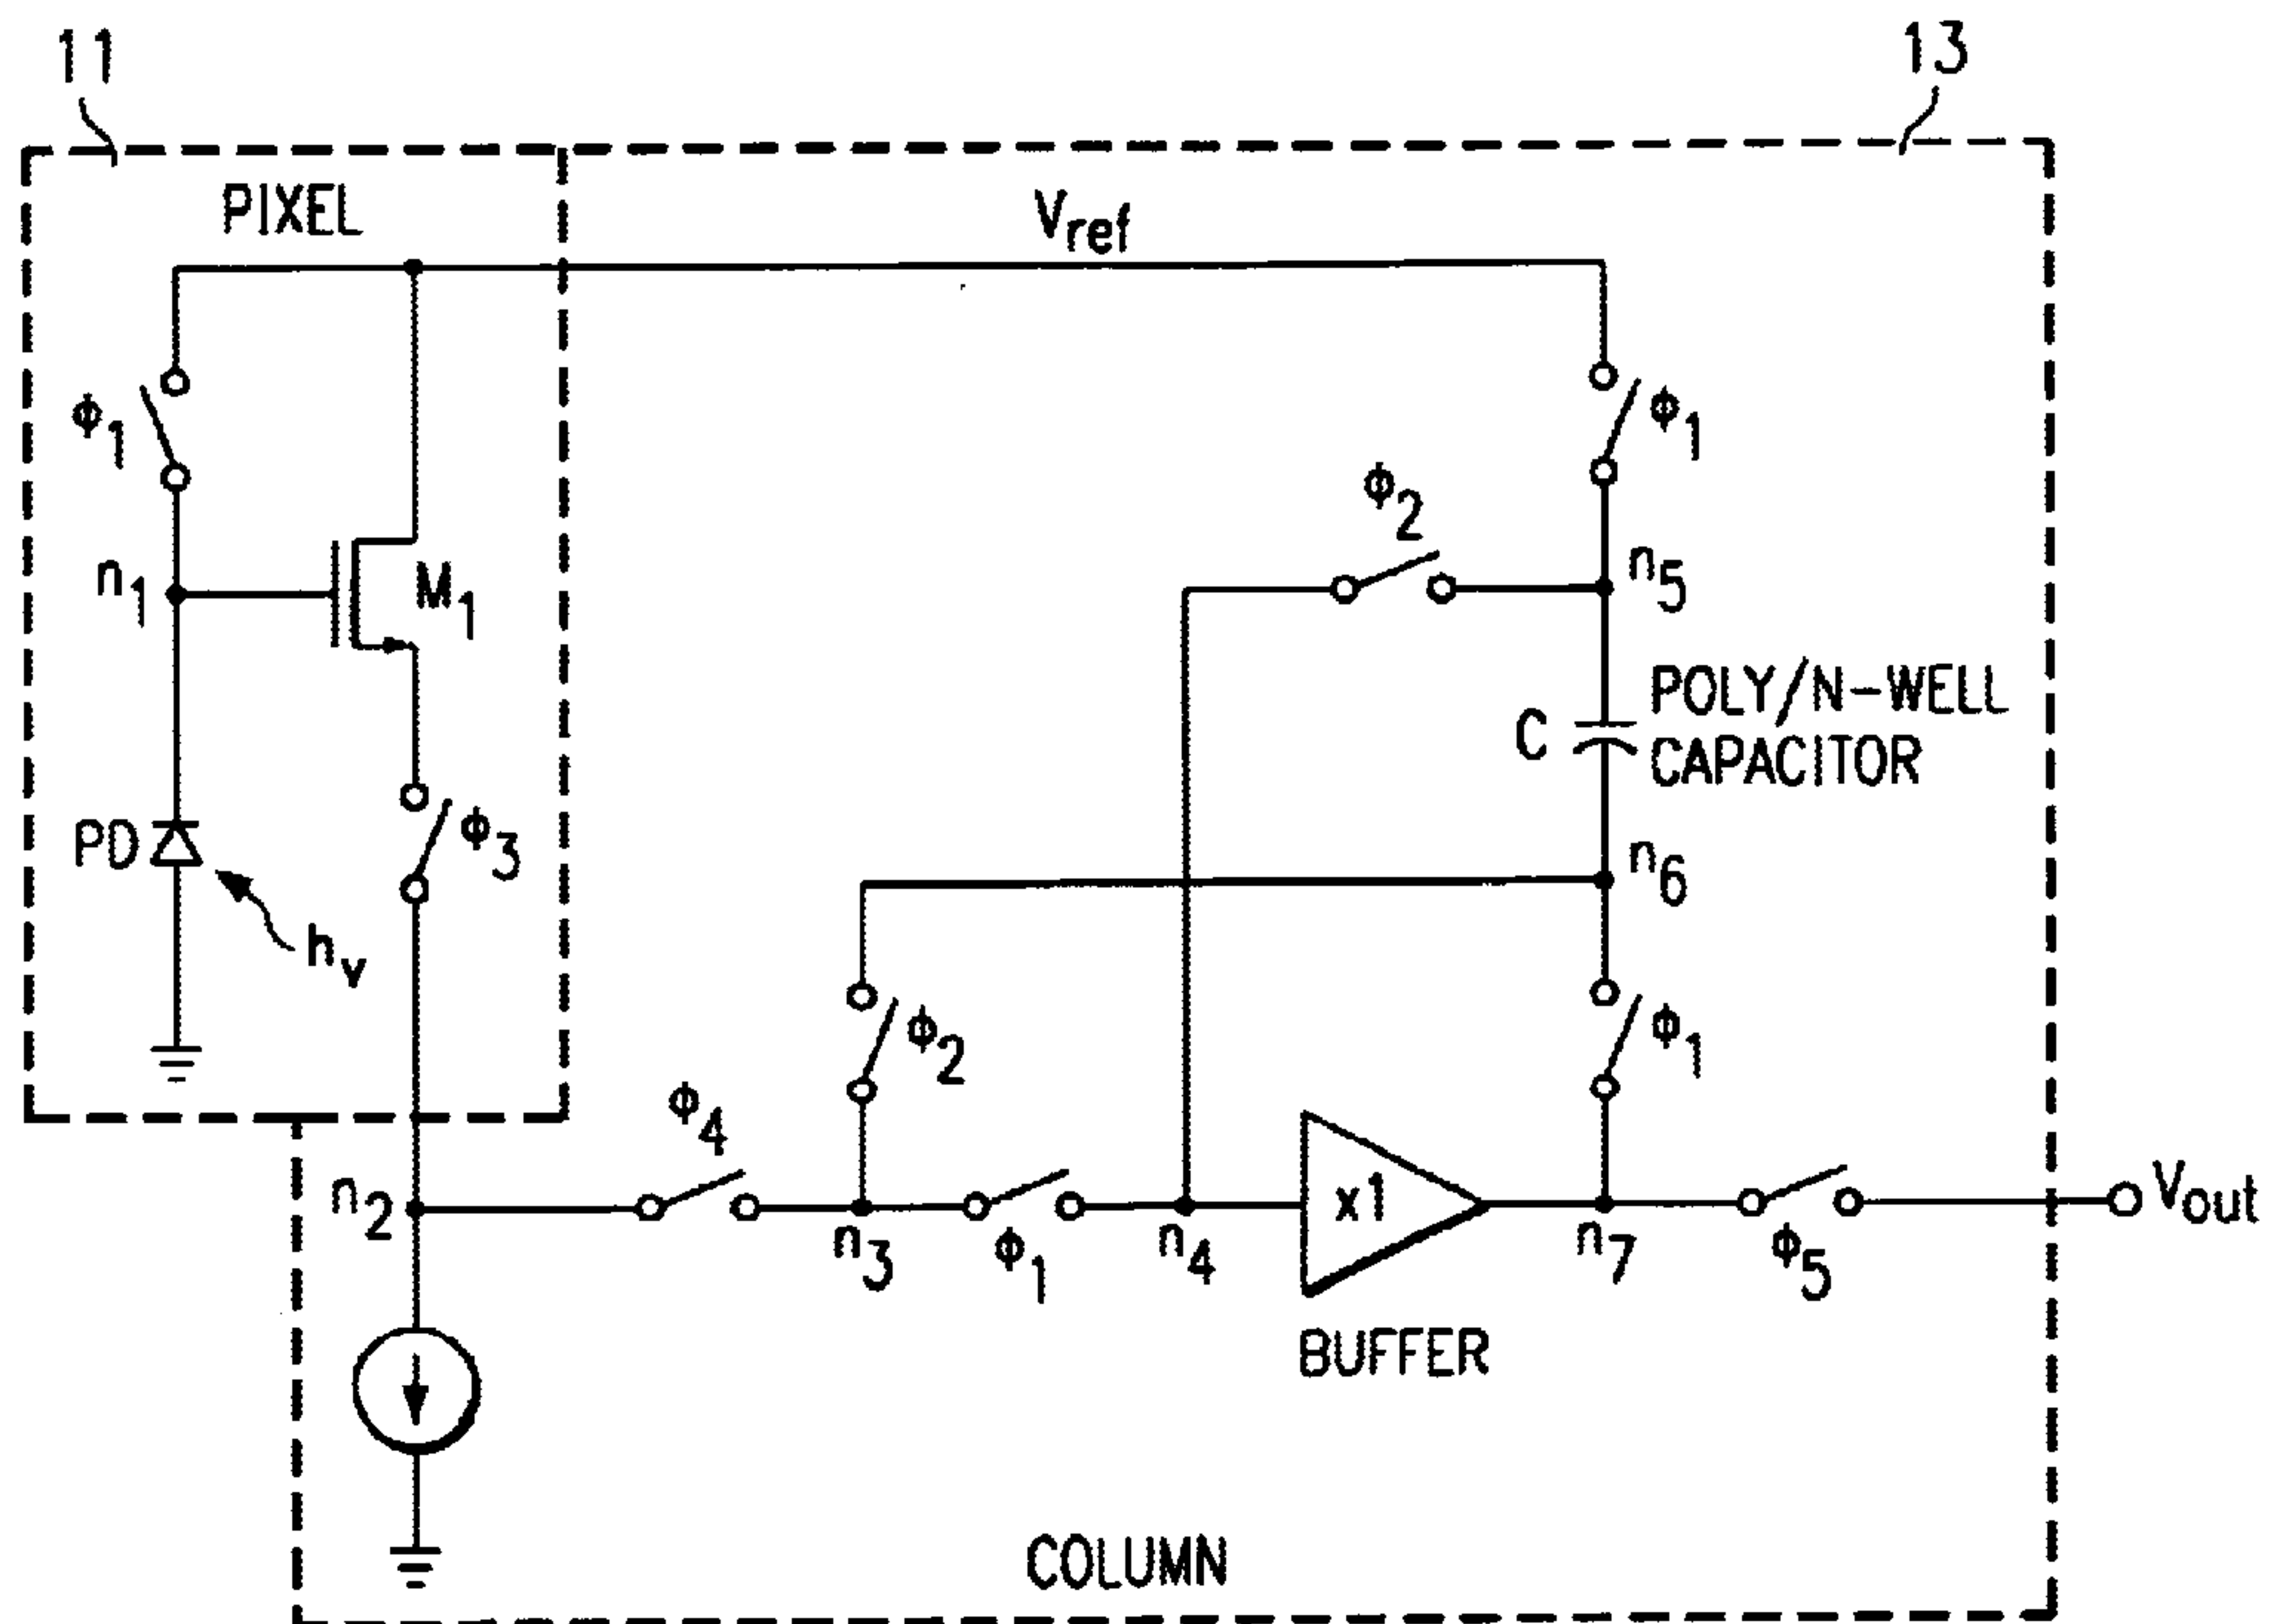 11
13
PIXEL
Vref
ϕ1
ϕ1
ϕ2
n1
M1
n5
C
POLY/N-WELL
CAPACITOR
PD
ϕ3
n6
hv
ϕ2
ϕ1
ϕ4
n2
n3
ϕ1
n4
x1
n7
ϕ5
Vout
BUFFER
COLUMN